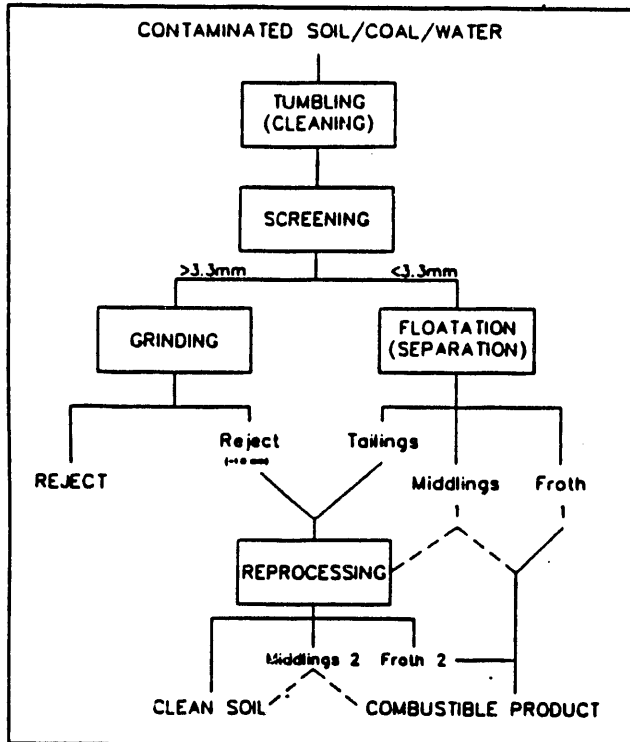 CONTAMINATED SOIL/COAL/WATER
TUMBLING
(CLEANING)
SCREENING
>3.3mm
<3.3mm
GRINDING
FLOATATION
(SEPARATION)
Reject
Tailings
REJECT
Middlings
1
Froth
1
REPROCESSING
Middlings 2
Froth 2
CLEAN SOIL
COMBUSTIBLE PRODUCT